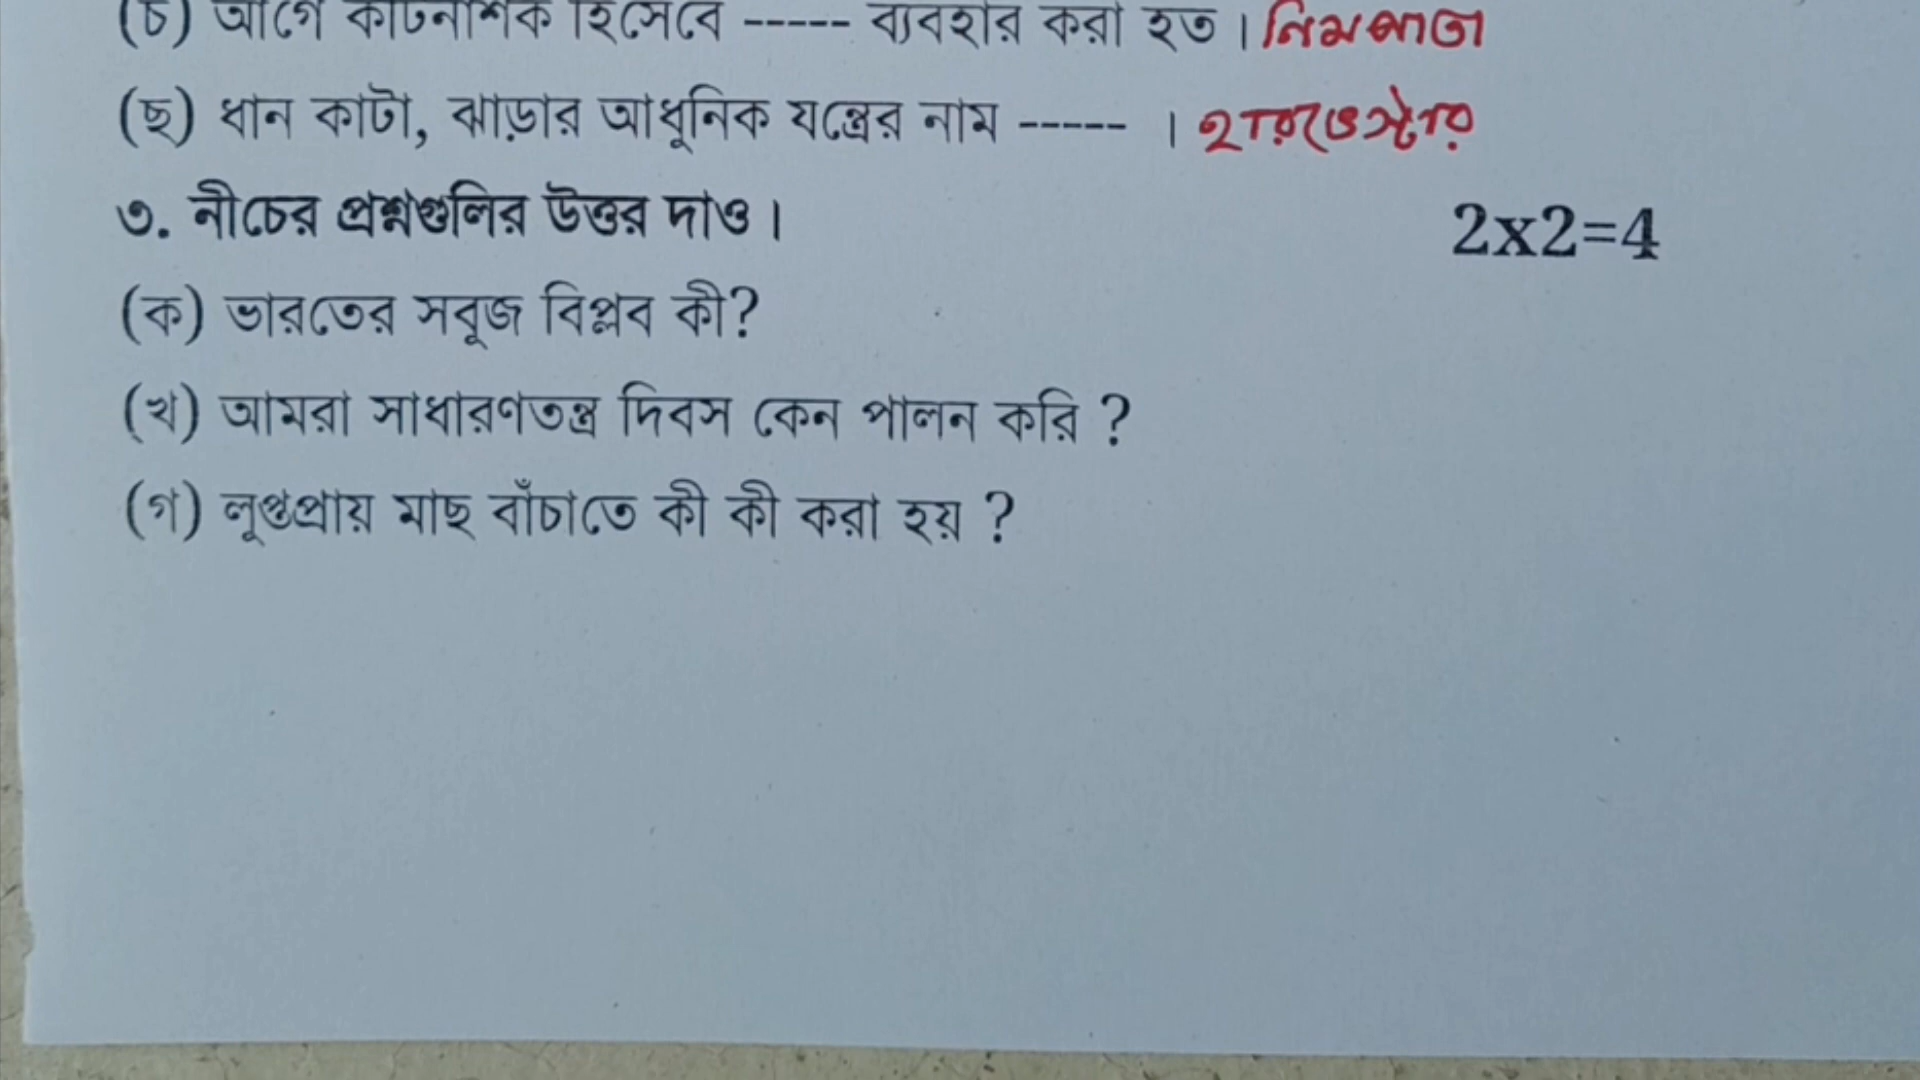 (চ) আগে কীটনাশক হিসেবে ----- ব্যবহার করা হত। নিমপাতা
(ছ) ধান কাটা, ঝাড়ার আধুনিক যন্ত্রের নাম ----- । হারভেস্টার
৩. নীচের প্রশ্নগুলির উত্তর দাও। 2x2=4
(ক) ভারতের সবুজ বিপ্লব কী?
(খ) আমরা সাধারণতন্ত্র দিবস কেন পালন করি ?
(গ) লুপ্তপ্রায় মাছ বাঁচাতে কী কী করা হয় ?